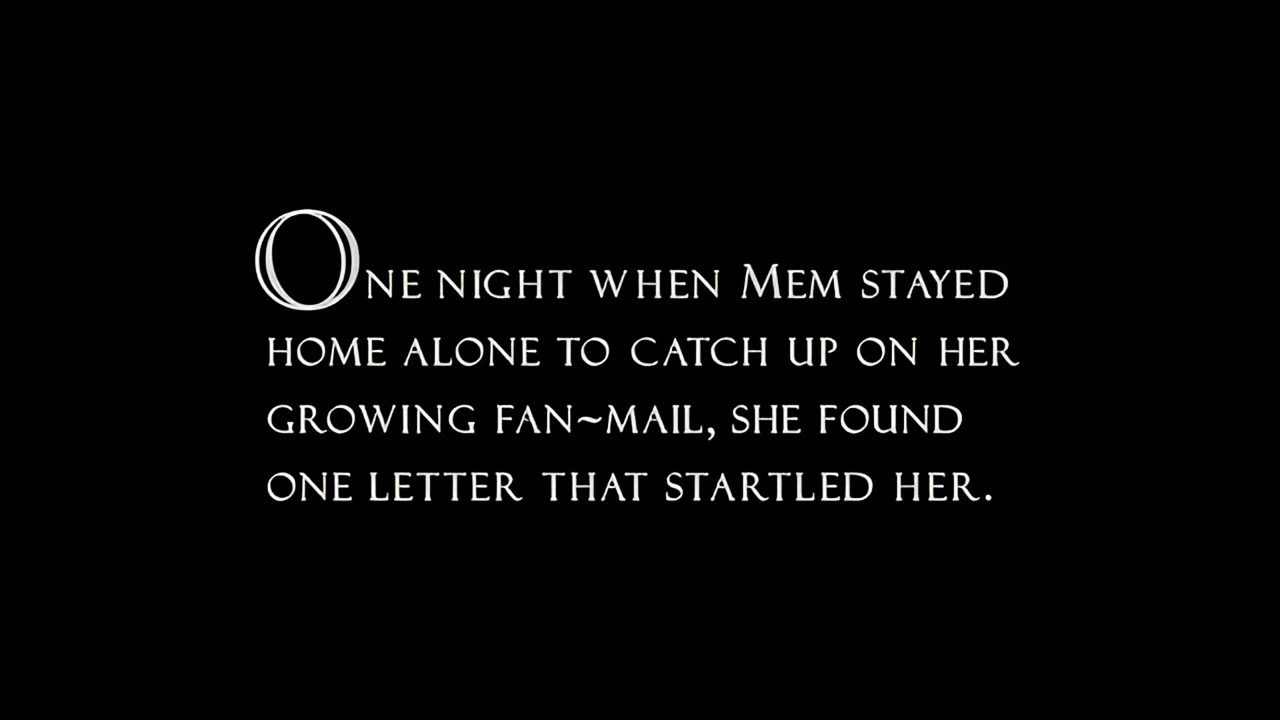 One night when Mem stayed
home alone to catch up on her
growing fan~mail, she found
one letter that startled her.